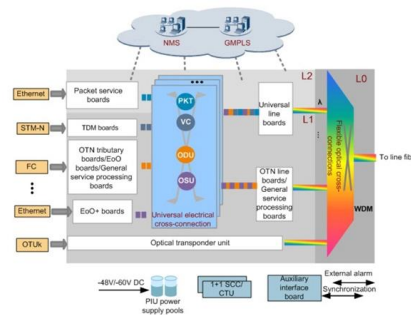 NMS
GMPLS
Ethernet
Packet service
boards
STM-N
TDM boards
FC
OTN tributary
boards/EoO
boards/General
service processing
boards
Ethernet
EoO+ boards
OTUk
Optical transponder unit
PKT
VC
ODU
OSU
Universal electrical
cross-connection
L2
Universal
line
boards
L1
OTN line
boards/
General
service
processing
boards
L0
λ
Flexible optical cross-
connections
WDM
To line fib
-48V/-60V DC
PIU power
supply pools
1+1 SCC/
CTU
Auxiliary
interface
board
External alarm
Synchronization